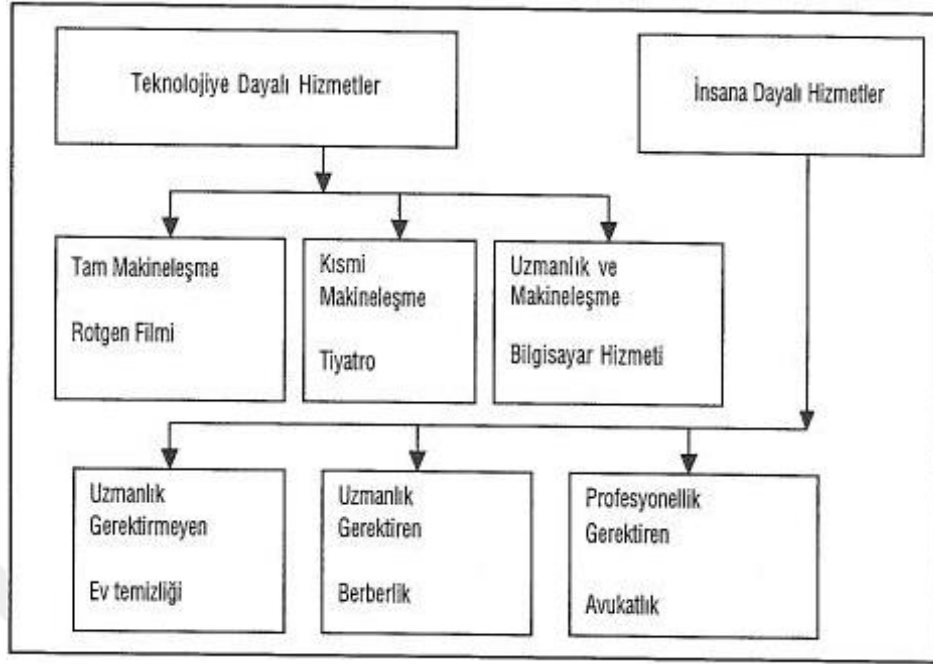 Teknolojiye Dayalı Hizmetler
İnsana Dayalı Hizmetler
Tam Makineleşme
Rotgen Filmi
Kısmi
Makineleşme
Tiyatro
Uzmanlık ve
Makineleşme
Bilgisayar Hizmeti
Uzmanlık
Gerektirmeyen
Ev temizliği
Uzmanlık
Gerektiren
Berberlik
Profesyonellik
Gerektiren
Avukatlık